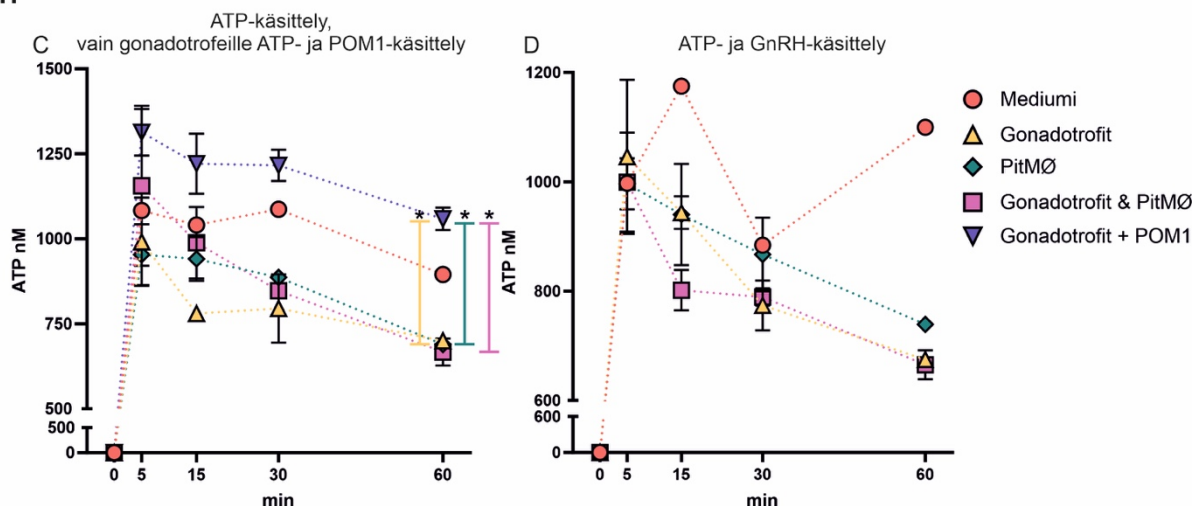 ATP-käsittely,
C vain gonadotrofeille ATP- ja POM1-käsittely
D ATP- ja GnRH-käsittely
1500
1250
1000
750
500
500
0
ATP nM
* * *
0 5 15 30 60
min
1200
1000
800
600
600
0
ATP nM
0 5 15 30 60
min
Mediumi
Gonadotrofit
PitMØ
Gonadotrofit & PitMØ
Gonadotrofit + POM1